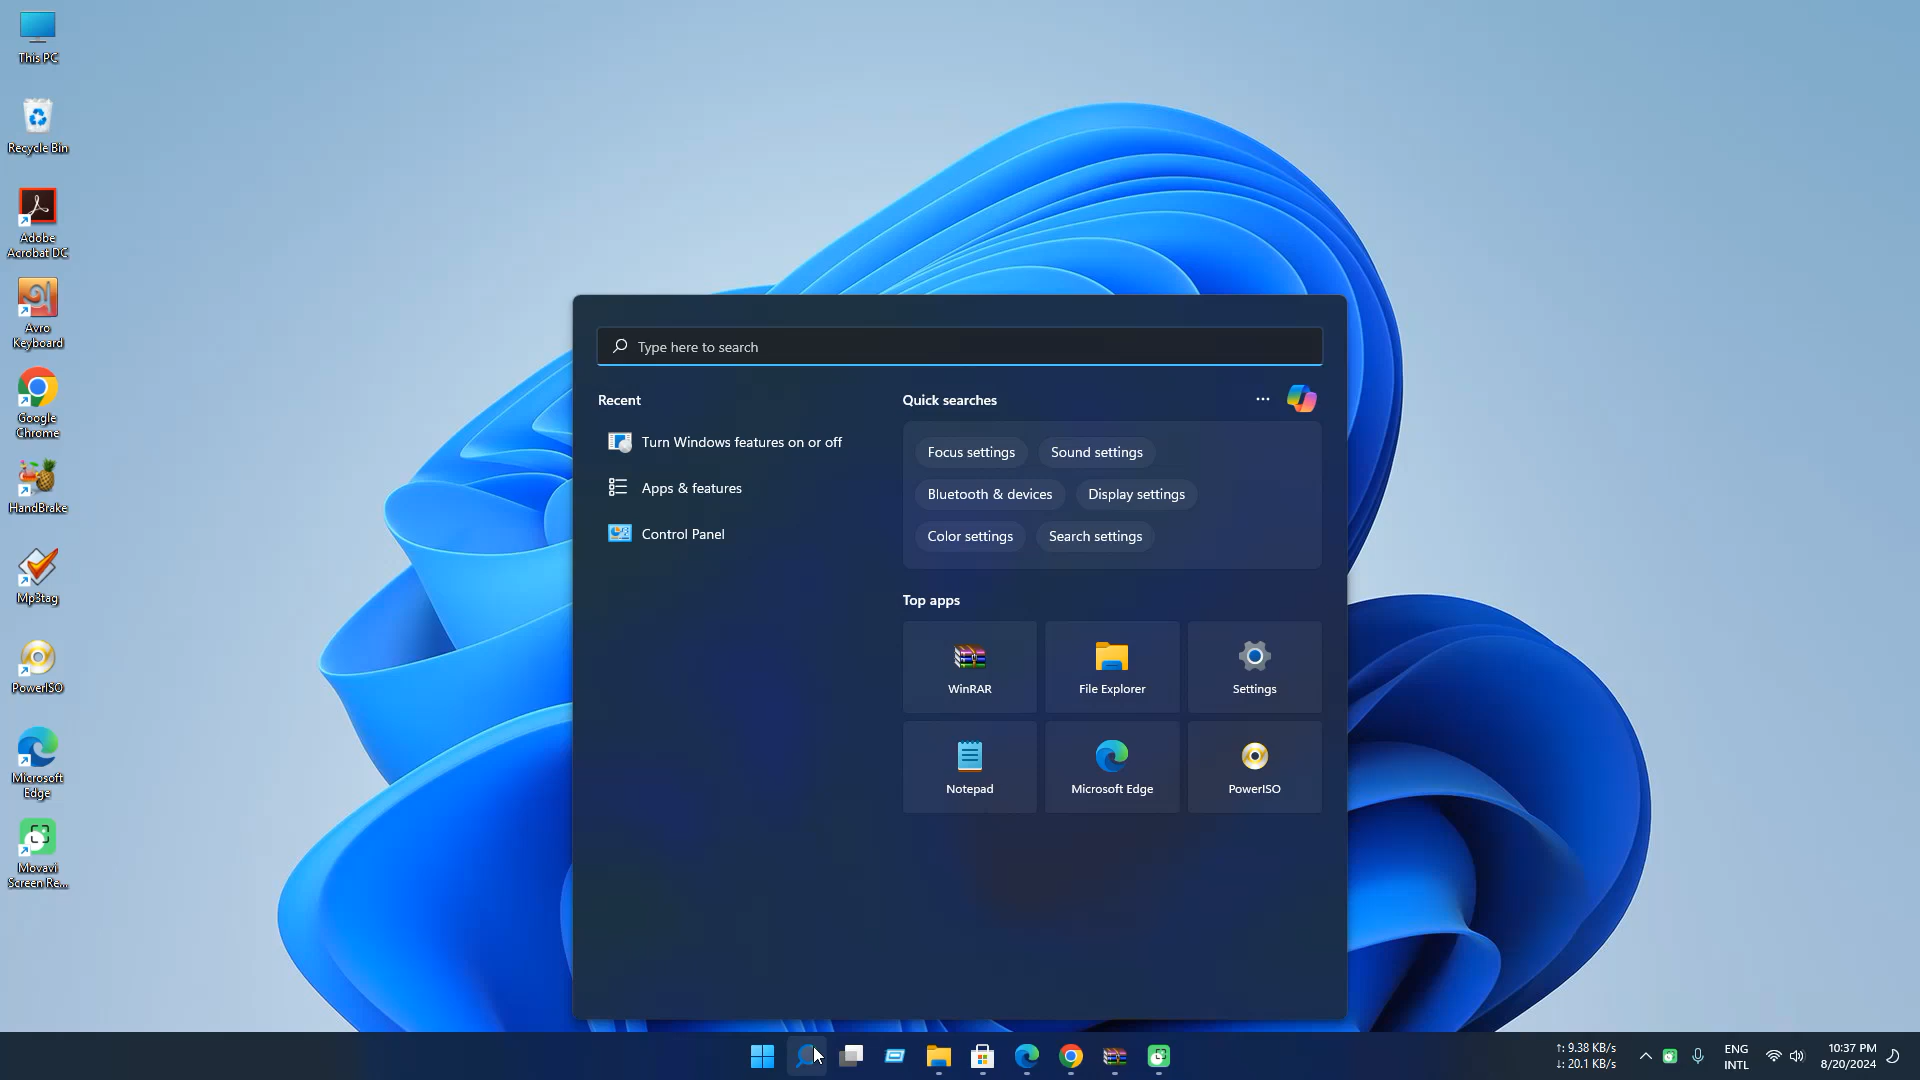 This PC
Recycle Bin
Adobe
Acrobat DC
Avro
Keyboard
Google
Chrome
HandBrake
Mp3tag
PowerISO
Microsoft
Edge
Movavi
Screen Re...
Type here to search
Recent
Turn Windows features on or off
Apps & features
Control Panel
Quick searches
Focus settings
Sound settings
Bluetooth & devices
Display settings
Color settings
Search settings
Top apps
WinRAR
File Explorer
Settings
Notepad
Microsoft Edge
PowerISO
↑: 9.38 KB/s
↓: 20.1 KB/s
ENG
INTL
10:37 PM
8/20/2024